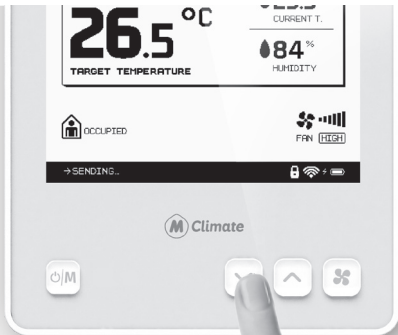 26.5 °C
TARGET TEMPERATURE
CURRENT T.
84%
HUMIDITY
OCCUPIED
FAN HIGH
→SENDING..
M Climate
⏻/M